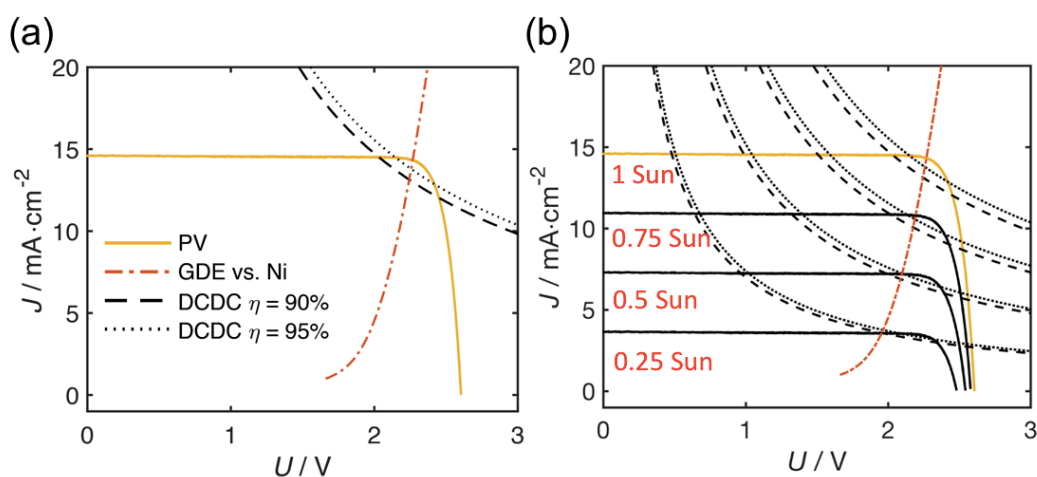 (a)
20
15
10
5
0
J / mA·cm-2
PV
GDE vs. Ni
DCDC η = 90%
DCDC η = 95%
0
1
2
3
U / V
(b)
20
15
10
5
0
J / mA·cm-2
1 Sun
0.75 Sun
0.5 Sun
0.25 Sun
0
1
2
3
U / V